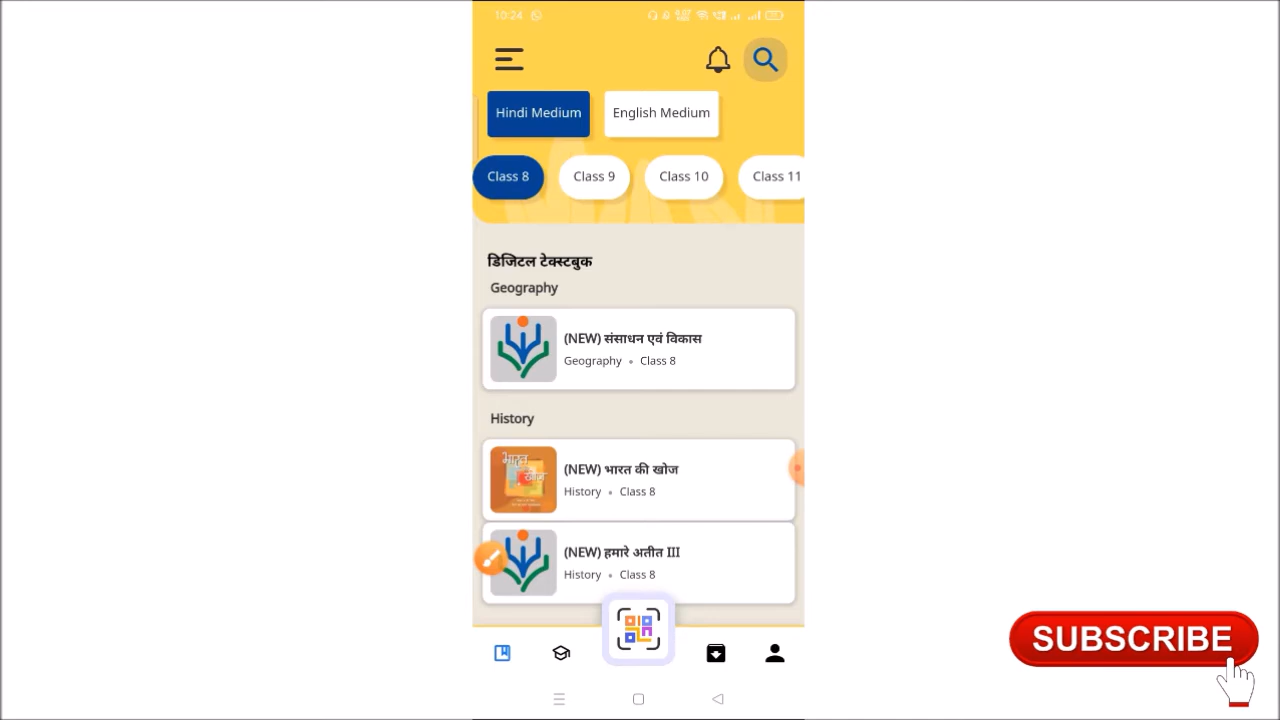 10:24
Hindi Medium
English Medium
Class 8
Class 9
Class 10
Class 11
डिजिटल टेक्स्टबुक
Geography
(NEW) संसाधन एवं विकास
Geography • Class 8
History
भारत की खोज
(NEW) भारत की खोज
History • Class 8
(NEW) हमारे अतीत III
History • Class 8
SUBSCRIBE